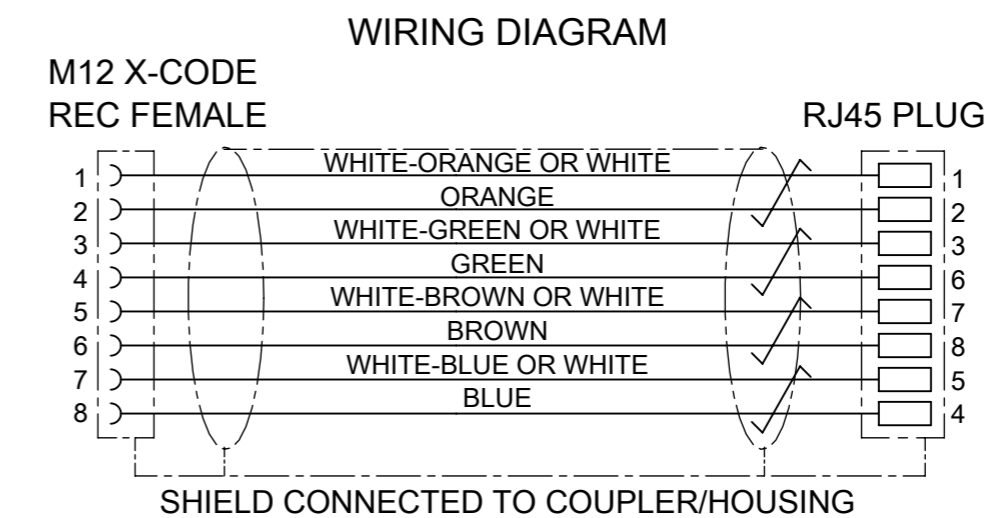 WIRING DIAGRAM
M12 X-CODE
REC FEMALE
RJ45 PLUG
1 WHITE-ORANGE OR WHITE 1
2 ORANGE 2
3 WHITE-GREEN OR WHITE 3
4 GREEN 6
5 WHITE-BROWN OR WHITE 7
6 BROWN 8
7 WHITE-BLUE OR WHITE 5
8 BLUE 4
SHIELD CONNECTED TO COUPLER/HOUSING